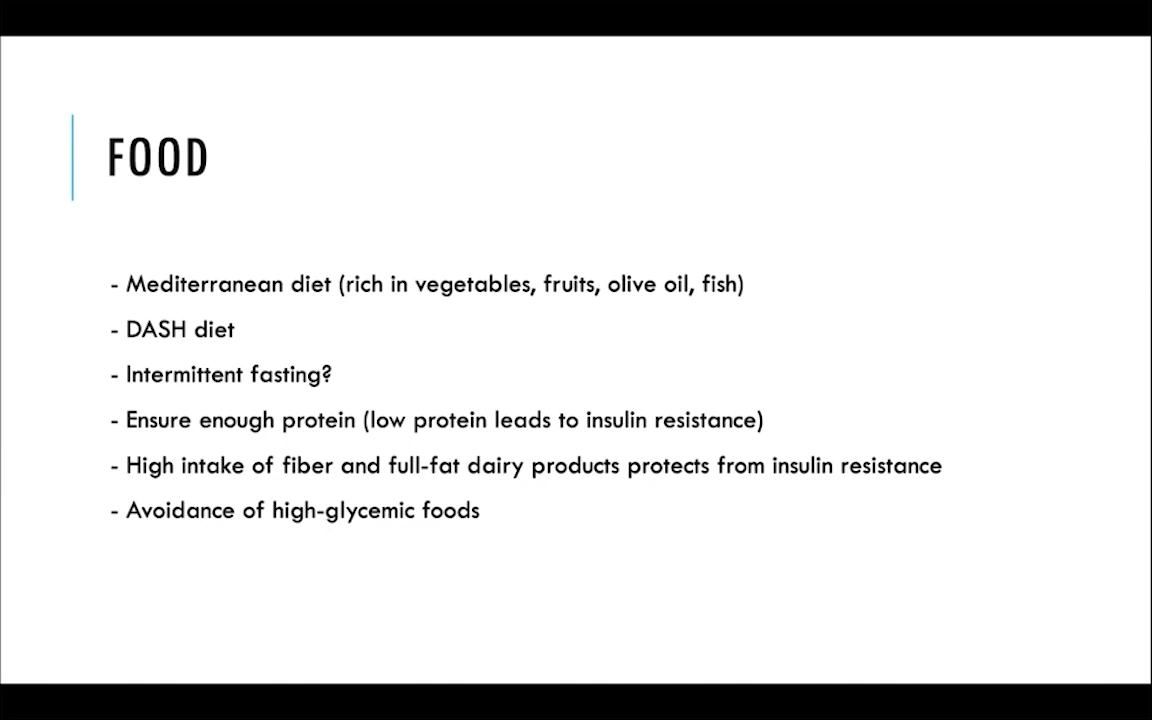 FOOD
- Mediterranean diet (rich in vegetables, fruits, olive oil, fish)
- DASH diet
- Intermittent fasting?
- Ensure enough protein (low protein leads to insulin resistance)
- High intake of fiber and full-fat dairy products protects from insulin resistance
- Avoidance of high-glycemic foods